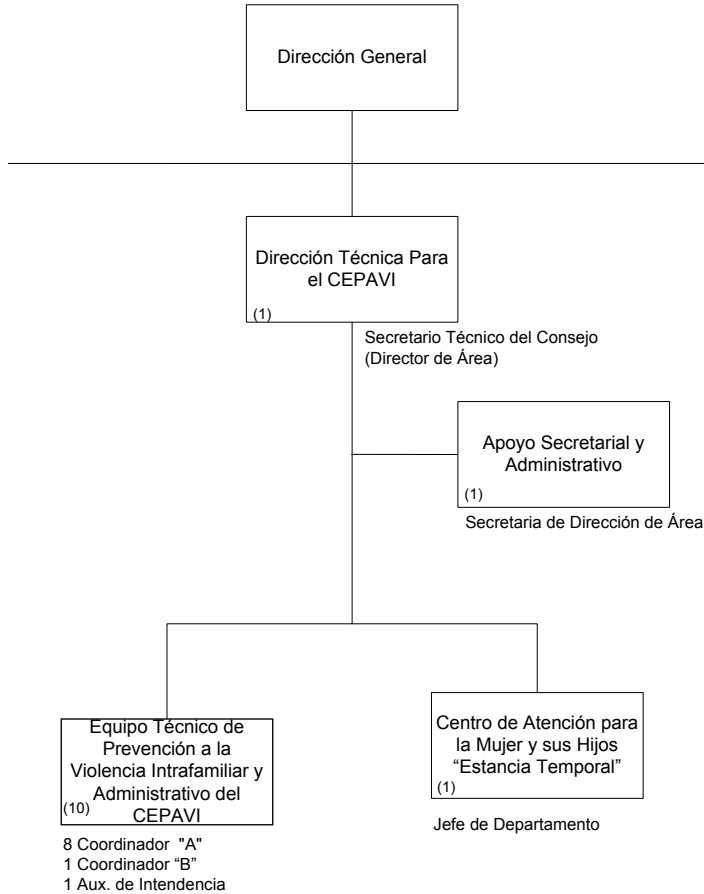 Dirección General
Dirección Técnica Para
el CEPAVI
(1)
Secretario Técnico del Consejo
(Director de Área)
Apoyo Secretarial y
Administrativo
(1)
Secretaria de Dirección de Área
Equipo Técnico de
Prevención a la
Violencia Intrafamiliar y
Administrativo del
CEPAVI
(10)
8 Coordinador "A"
1 Coordinador “B”
1 Aux. de Intendencia
Centro de Atención para
la Mujer y sus Hijos
“Estancia Temporal”
(1)
Jefe de Departamento